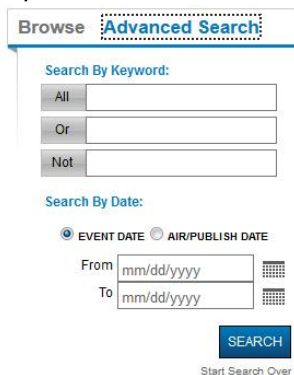 Browse Advanced Search
Search By Keyword:
All
Or
Not
Search By Date:
EVENT DATE AIR/PUBLISH DATE
From mm/dd/yyyy
To mm/dd/yyyy
SEARCH
Start Search Over